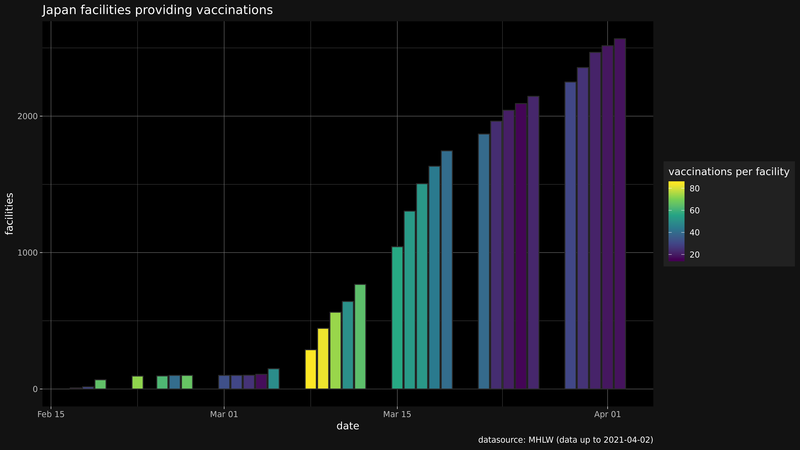 Japan facilities providing vaccinations
facilities
2000
1000
0
Feb 15
Mar 01
Mar 15
Apr 01
date
vaccinations per facility
80
60
40
20
datasource: MHLW (data up to 2021-04-02)